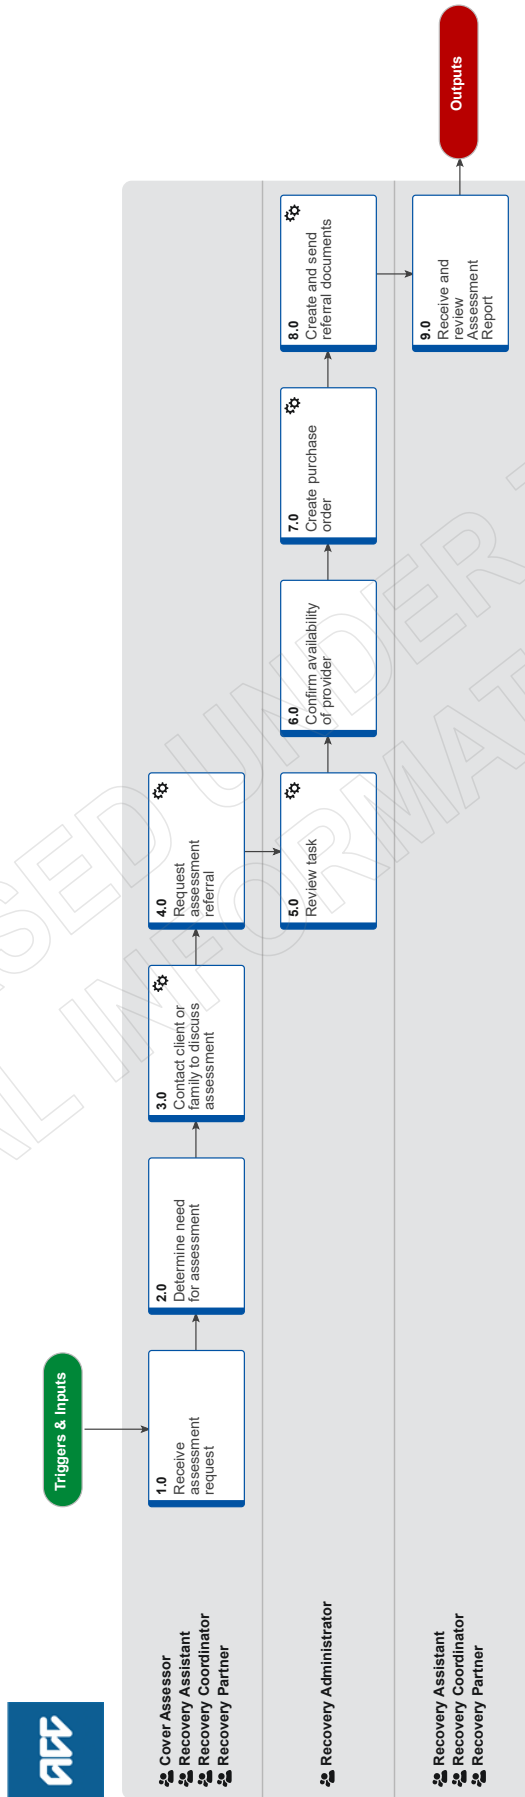 ACC
Triggers & Inputs
Cover Assessor
Recovery Assistant
Recovery Coordinator
Recovery Partner
1.0
Receive
assessment
request
2.0
Determine need
for assessment
3.0
Contact client or
family to discuss
assessment
4.0
Request
assessment
referral
Recovery Administrator
5.0
Review task
6.0
Confirm availability
of provider
7.0
Create purchase
order
8.0
Create and send
referral documents
Recovery Assistant
Recovery Coordinator
Recovery Partner
9.0
Receive and
review
Assessment
Report
Outputs